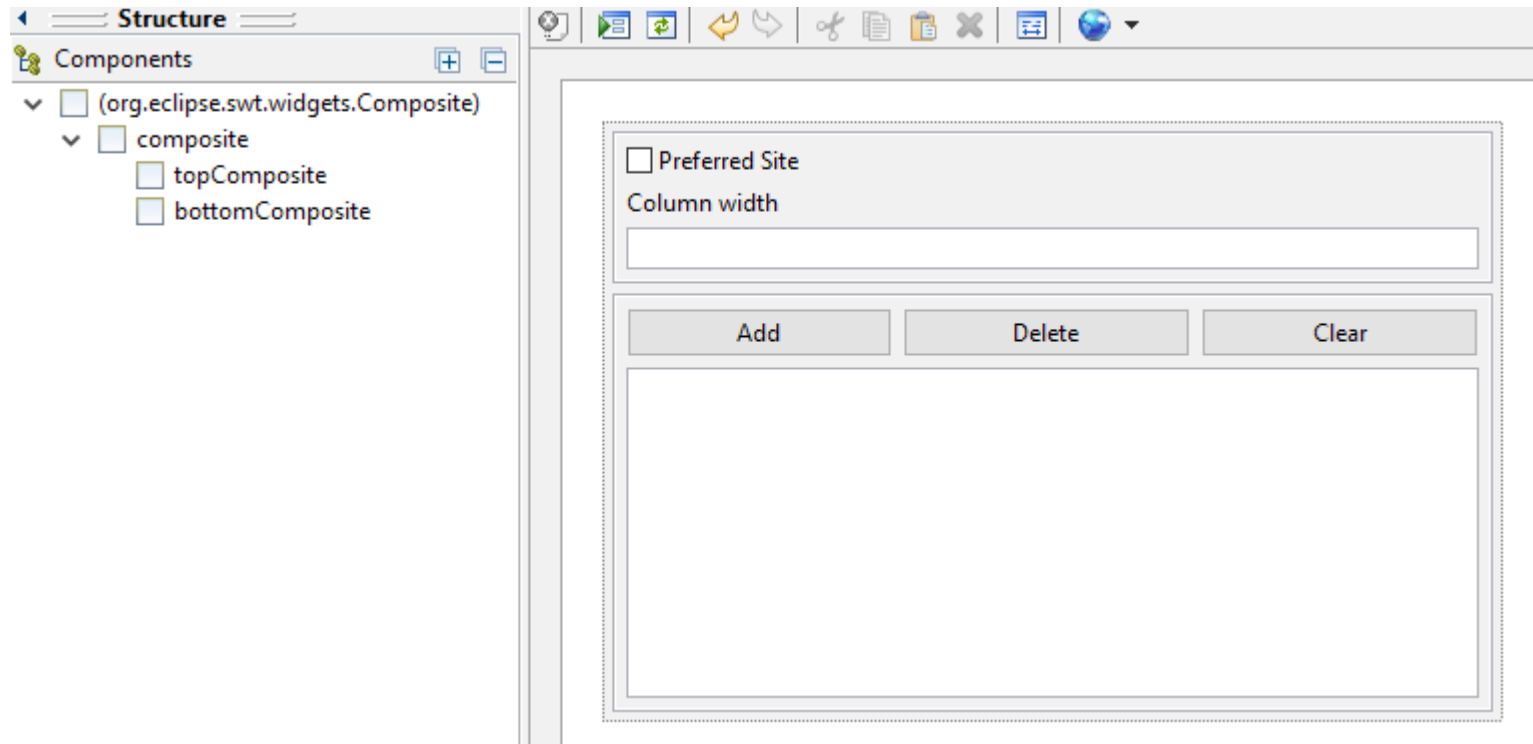 Structure
Components
(org.eclipse.swt.widgets.Composite)
composite
topComposite
bottomComposite
Preferred Site
Column width
Add Delete Clear